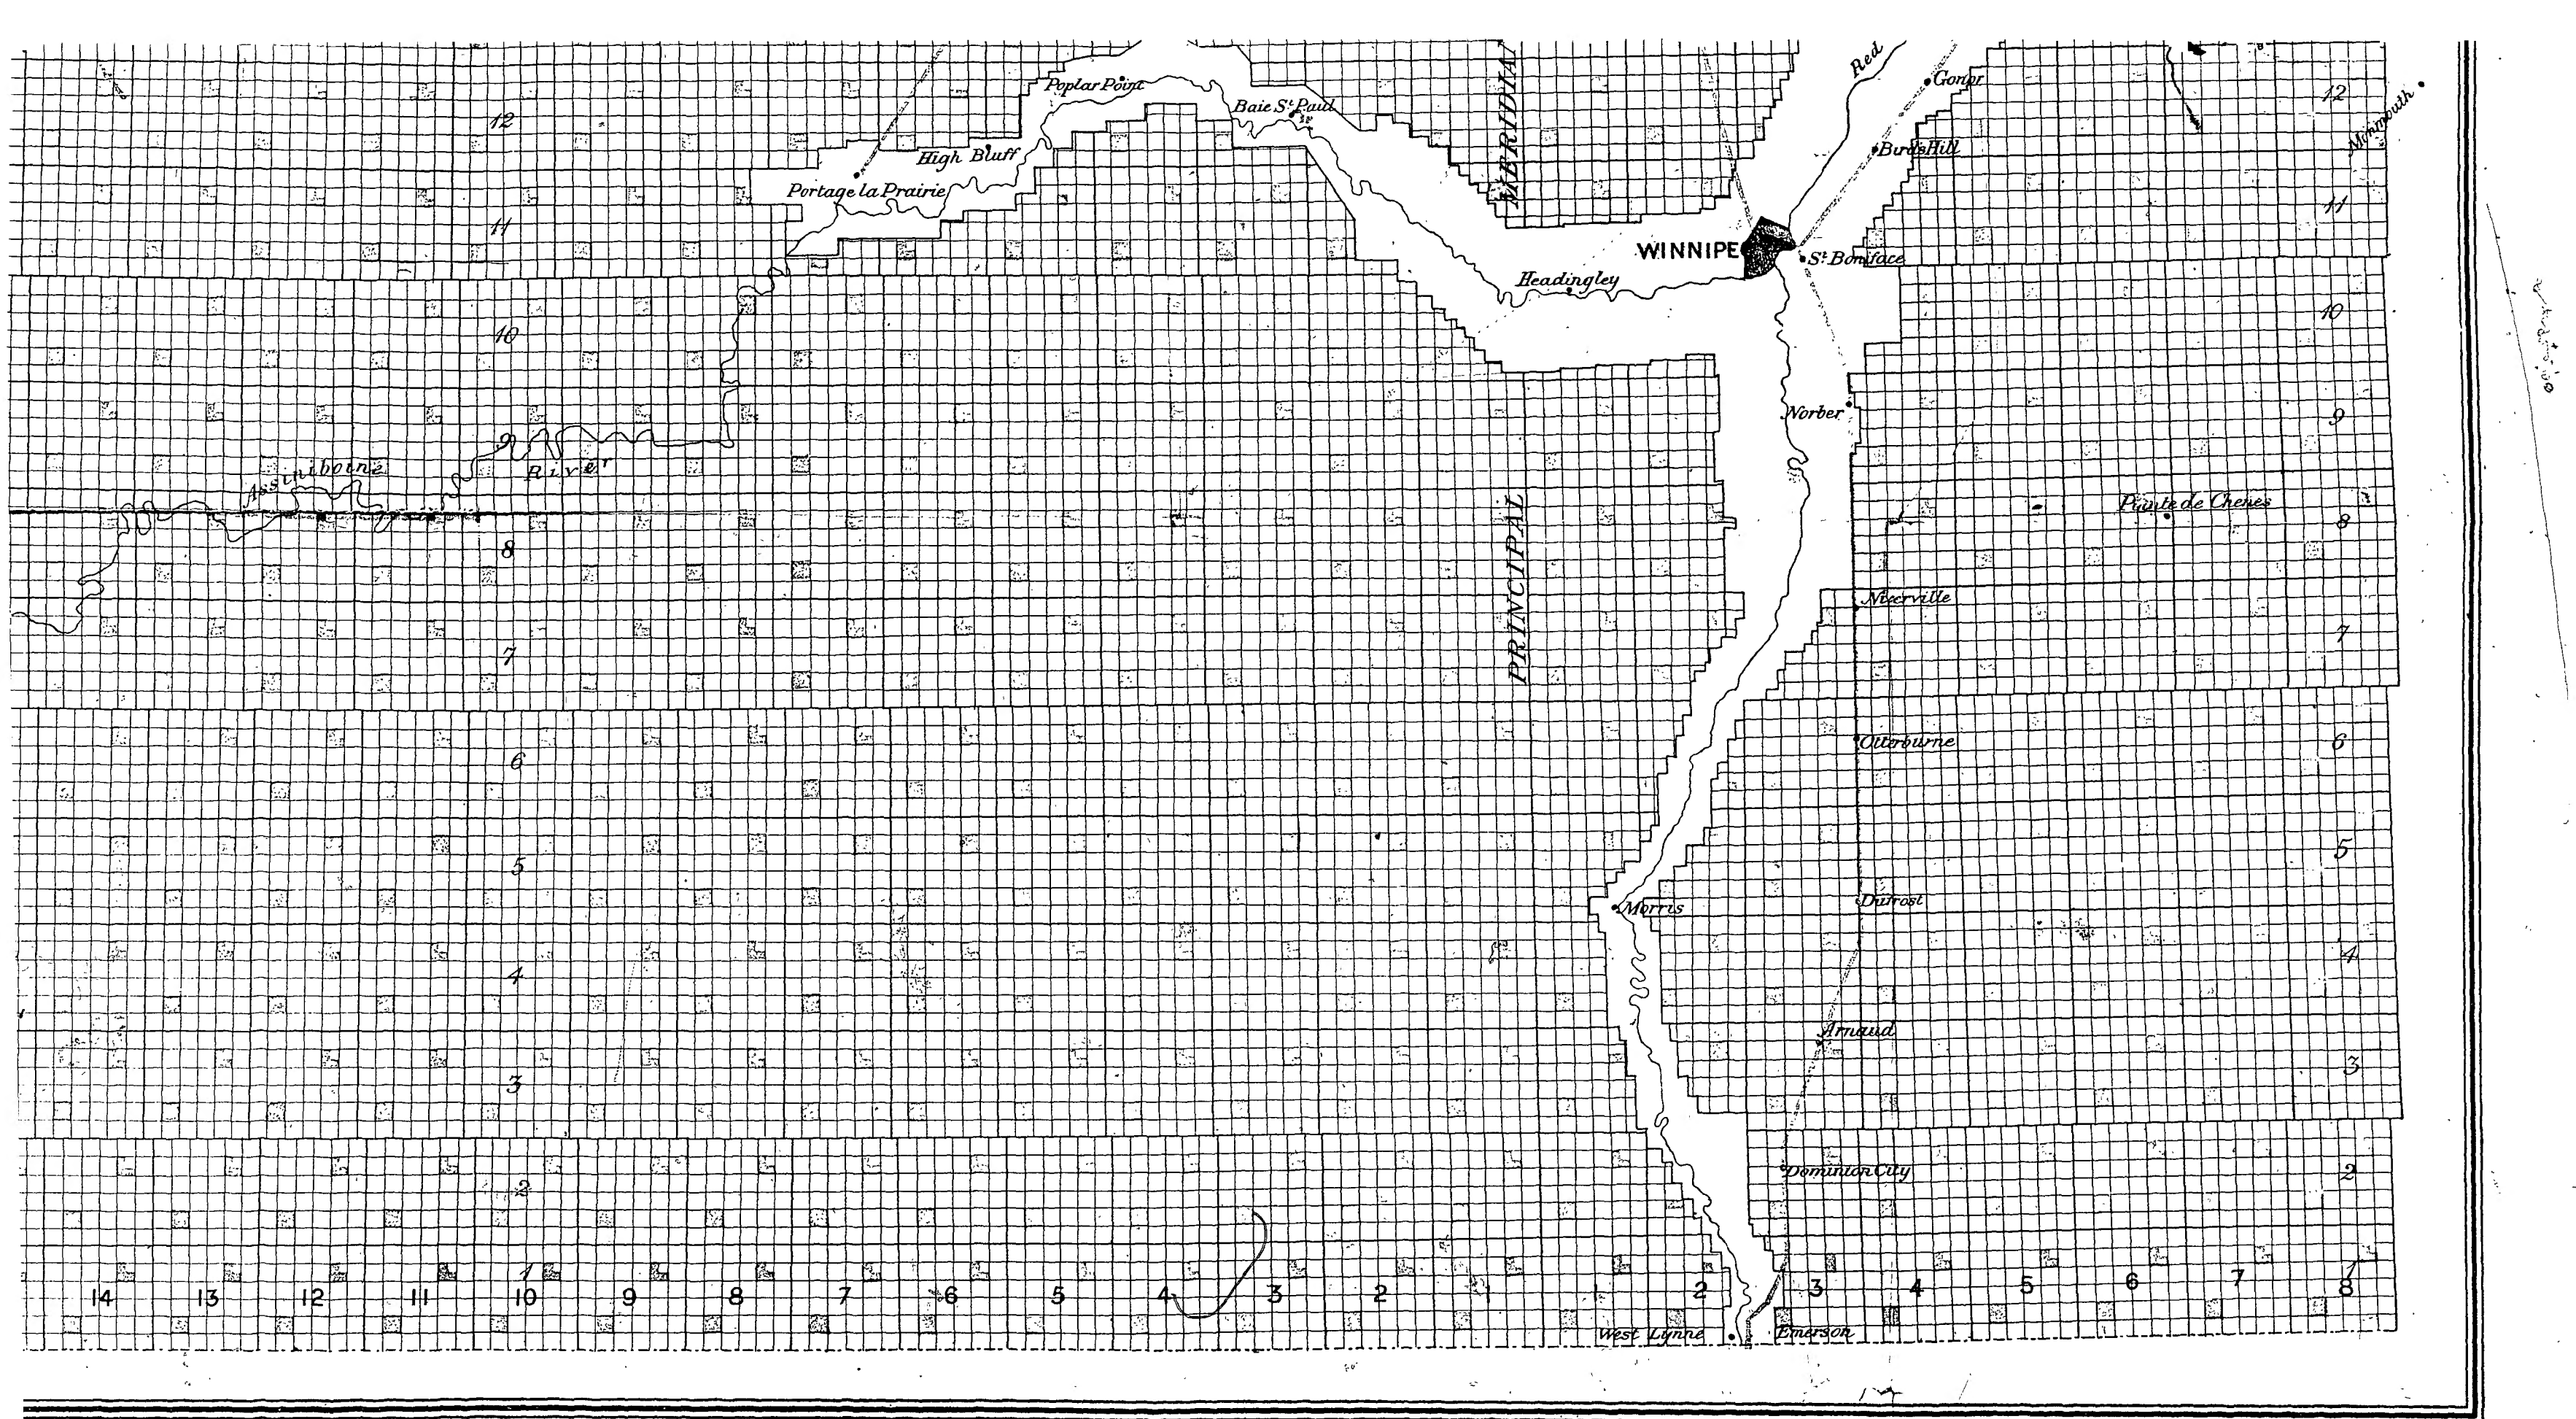 Red
Gonor
Poplar Point
MERIDIA
12
Baie St. Paul
12
Monmouth
High Bluff
Birds Hill
Portage la Prairie
11
11
WINNIPE
St. Boniface
Headingley
10
10
Norber
9
9
Assiniboine
River
PRINCIPAL
Pointe de Chenes
8
8
Niverville
7
7
6
Otterburne
6
5
5
Morris
Dufrost
4
4
Arnaud
3
3
Dominion City
2
2
1
1
14 13 12 11 10 9 8 7 6 5 4 3 2 1 2 3 4 5 6 7 8
West Lynne
Emerson